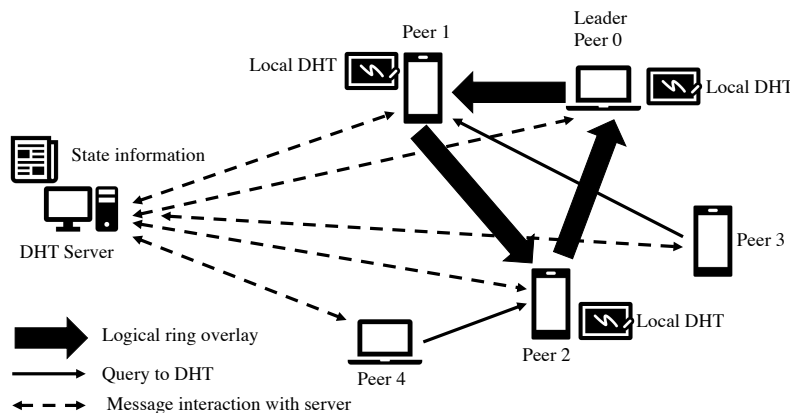 Leader
Peer 0
Peer 1
Local DHT
Local DHT
State information
DHT Server
Peer 3
Local DHT
Peer 2
Peer 4
Logical ring overlay
Query to DHT
Message interaction with server